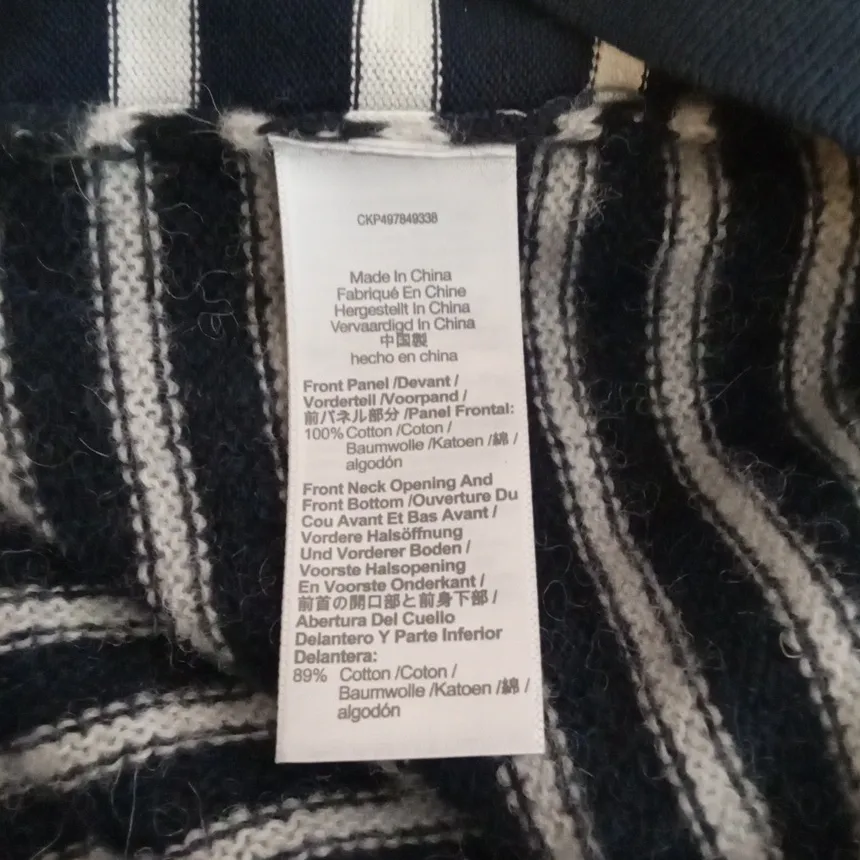 CKP497849338
Made In China
Fabriqué En Chine
Hergestellt In China
Vervaardigd In China
中国製
hecho en china
Front Panel /Devant /
Vorderteil /Voorpand /
前パネル部分 /Panel Frontal:
100% Cotton /Coton /
Baumwolle /Katoen /綿 /
algodón
Front Neck Opening And
Front Bottom /Ouverture Du
Cou Avant Et Bas Avant /
Vordere Halsöffnung
Und Vorderer Boden /
Voorste Halsopening
En Voorste Onderkant /
前首の開口部と前身下部 /
Abertura Del Cuello
Delantero Y Parte Inferior
Delantera:
89% Cotton /Coton /
Baumwolle /Katoen /綿 /
algodón